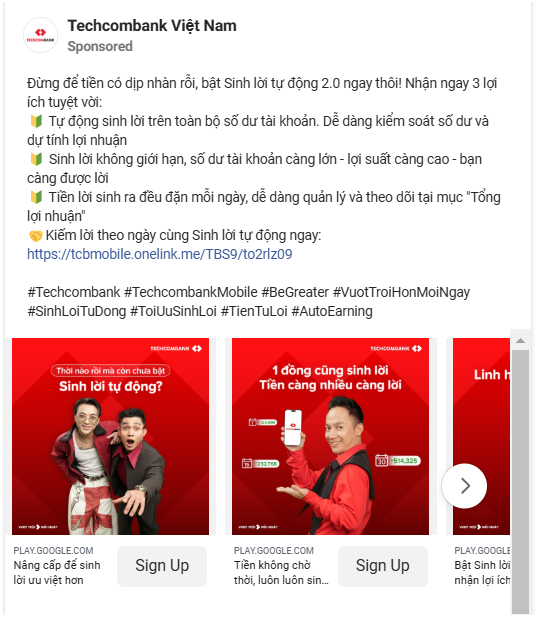 Techcombank Việt Nam
Sponsored
Đừng để tiền có dịp nhàn rỗi, bật Sinh lời tự động 2.0 ngay thôi! Nhận ngay 3 lợi
ích tuyệt vời:
🔰 Tự động sinh lời trên toàn bộ số dư tài khoản. Dễ dàng kiểm soát số dư và
dự tính lợi nhuận
🔰 Sinh lời không giới hạn, số dư tài khoản càng lớn - lợi suất càng cao - bạn
càng được lời
🔰 Tiền lời sinh ra đều đặn mỗi ngày, dễ dàng quản lý và theo dõi tại mục "Tổng
lợi nhuận"
🤝Kiếm lời theo ngày cùng Sinh lời tự động ngay:
https://tcbmobile.onelink.me/TBS9/to2rlz09
#Techcombank #TechcombankMobile #BeGreater #VuotTroiHonMoiNgay
#SinhLoiTuDong #ToiUuSinhLoi #TienTuLoi #AutoEarning
TECHCOMBANK
Thời nào rồi mà còn chưa bật
Sinh lời tự động?
VƯỢT TRỘI MỖI NGÀY
PLAY.GOOGLE.COM
Nâng cấp để sinh
lời ưu việt hơn
Sign Up
TECHCOMBANK
1 đồng cũng sinh lời
Tiền càng nhiều càng lời
15
30
+514,325
VƯỢT TRỘI MỖI NGÀY
PLAY.GOOGLE.COM
Tiền không chờ
thời, luôn luôn sin...
Sign Up
Linh h
VƯỢT TRỘI
PLAY.GOOGLE
Bật Sinh lời
nhận lợi ích